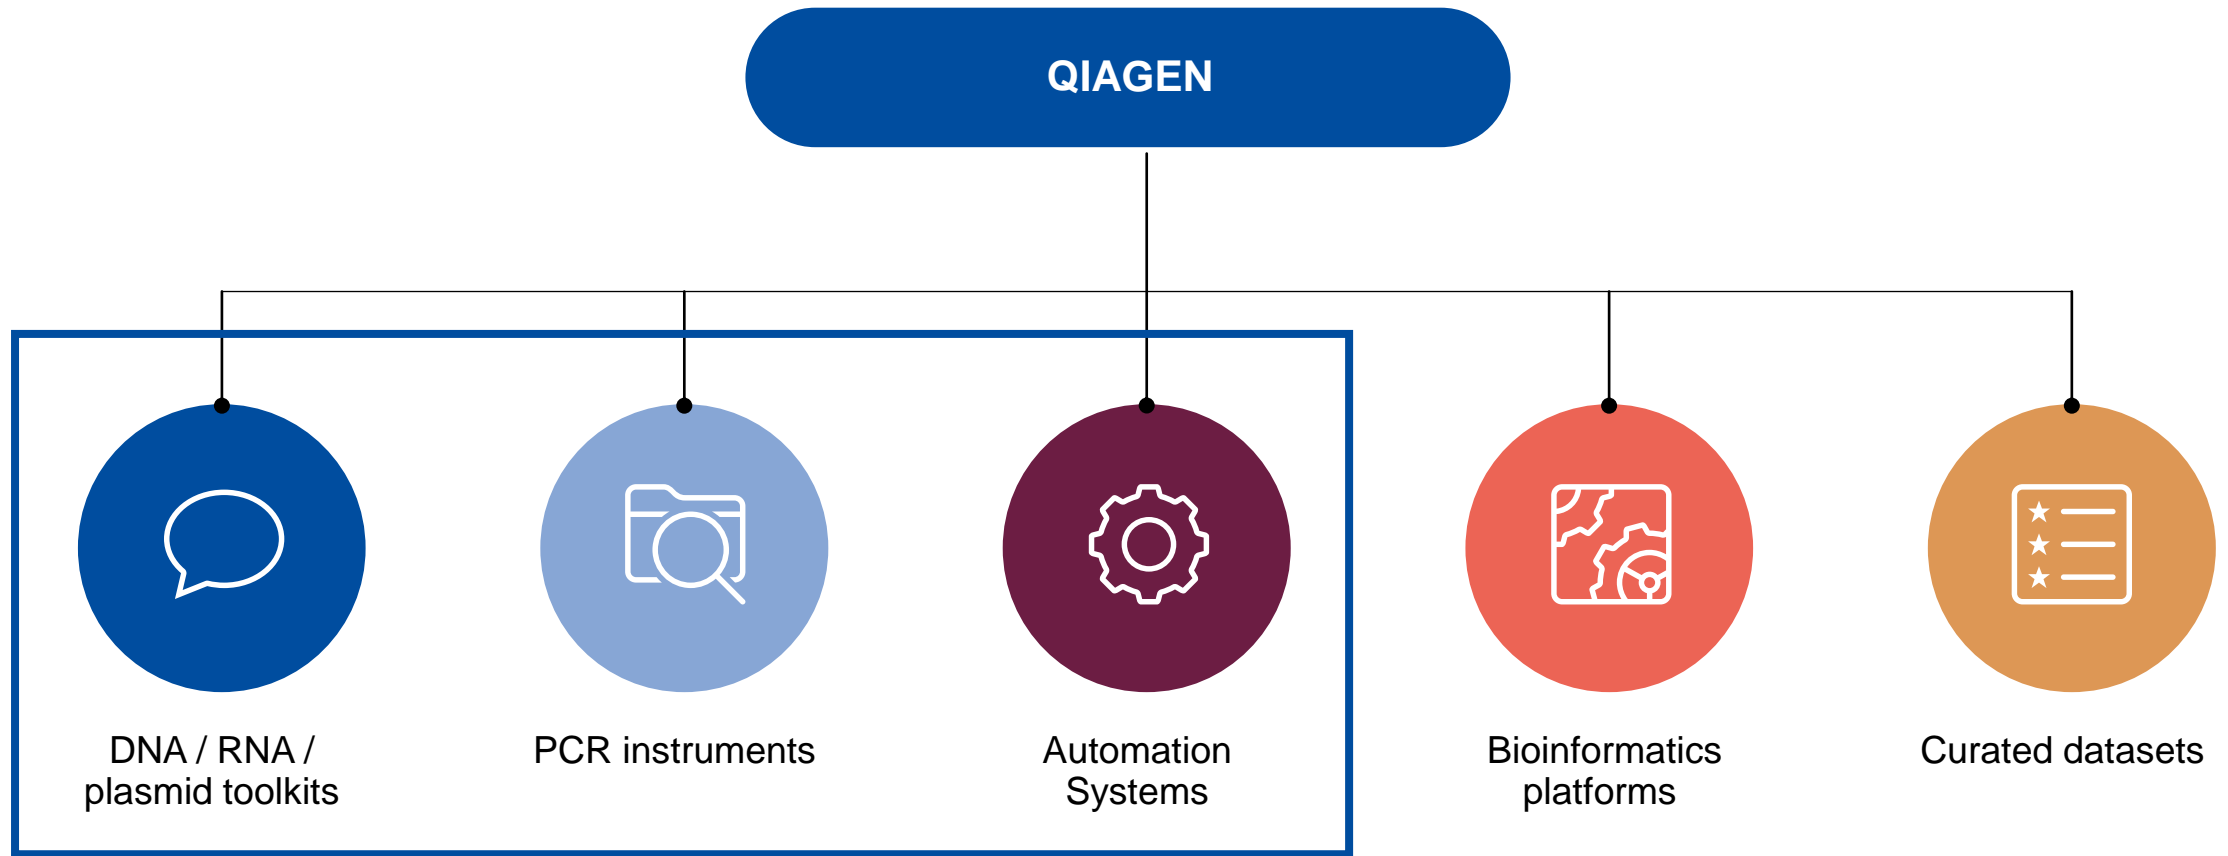 QIAGEN
DNA / RNA /
plasmid toolkits
PCR instruments
Automation
Systems
Bioinformatics
platforms
Curated datasets